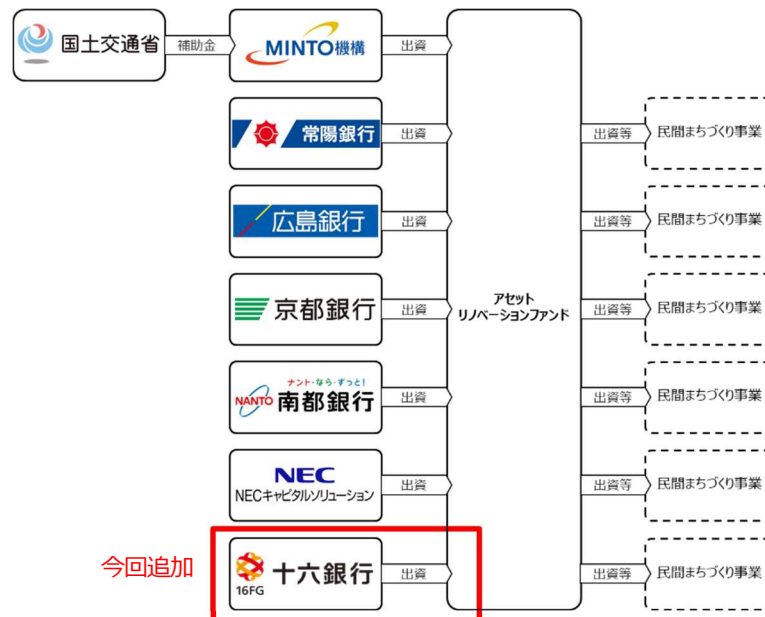 国土交通省
補助金
MINTO機構
出資
常陽銀行
出資
出資等
民間まちづくり事業
広島銀行
出資
出資等
民間まちづくり事業
京都銀行
出資
アセット
リノベーションファンド
出資等
民間まちづくり事業
ナント・なら・ずっと!
NANTO 南都銀行
出資
出資等
民間まちづくり事業
NEC
NECキャピタルソリューション
出資
出資等
民間まちづくり事業
今回追加
16FG
十六銀行
出資
出資等
民間まちづくり事業